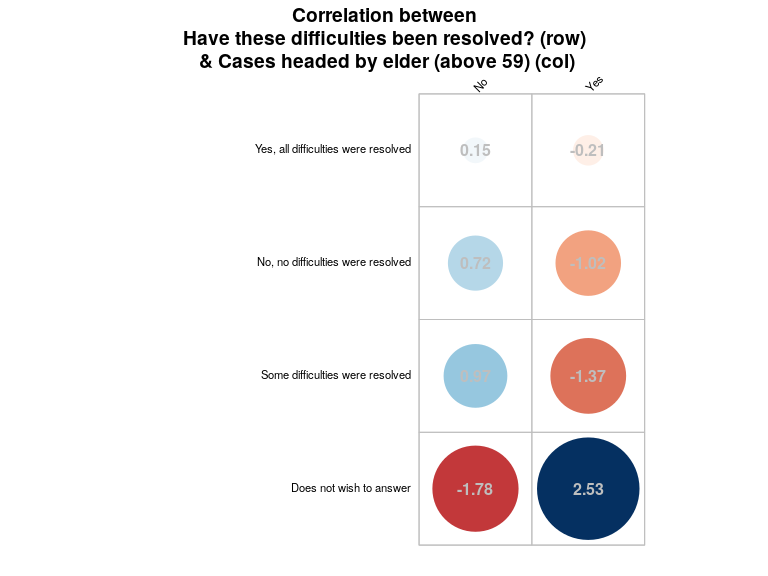 Correlation between
Have these difficulties been resolved? (row)
& Cases headed by elder (above 59) (col)
No Yes
Yes, all difficulties were resolved 0.15 -0.21
No, no difficulties were resolved 0.72 -1.02
Some difficulties were resolved 0.97 -1.37
Does not wish to answer -1.78 2.53